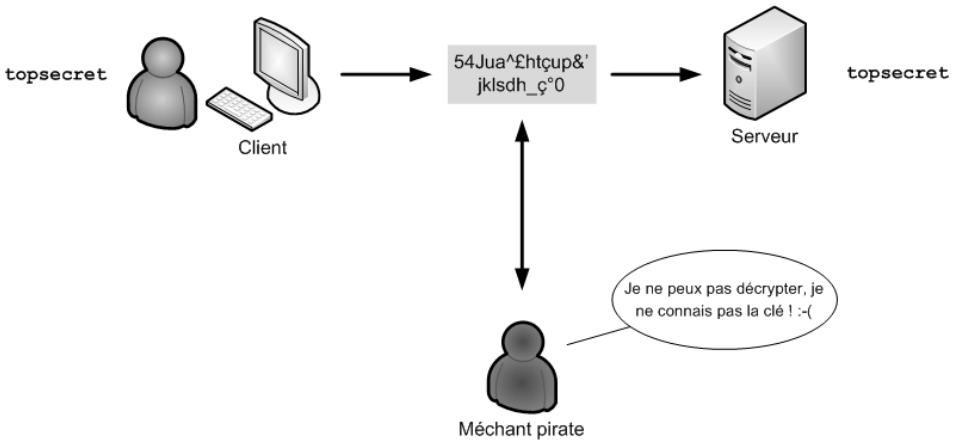 topsecret
54Jua^£htçup&'
jklsdh_ç°0
topsecret
Client
Serveur
Je ne peux pas décrypter, je
ne connais pas la clé ! :-(
Méchant pirate